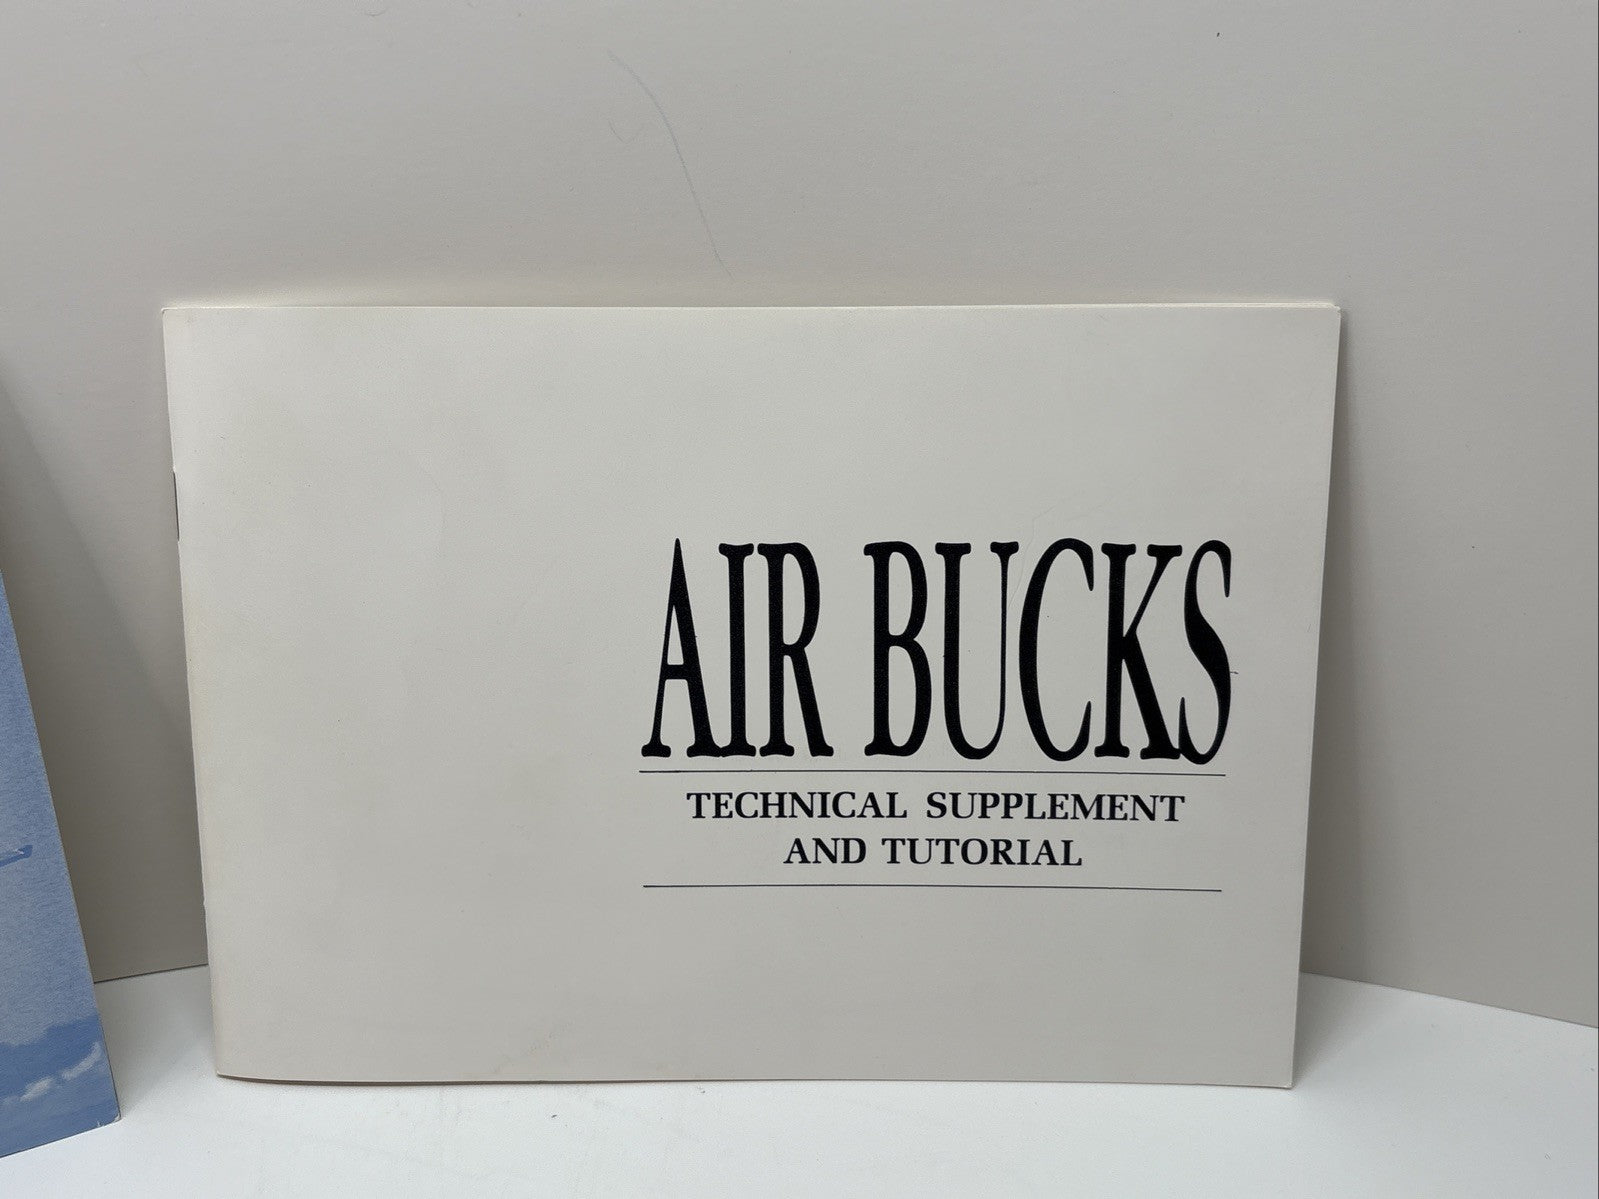 AIR BUCKS
TECHNICAL SUPPLEMENT
AND TUTORIAL